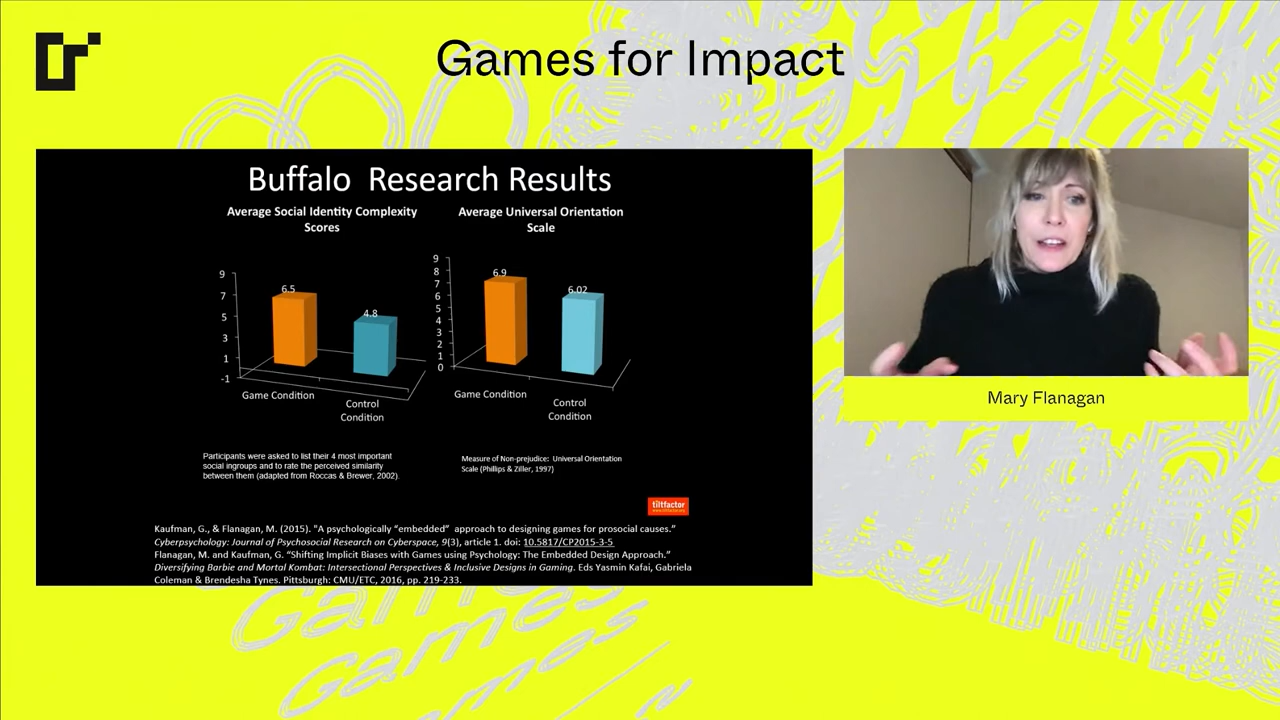 Games for Impact
Buffalo Research Results
Average Social Identity Complexity
Scores
9
7
5
3
1
-1
6.5
4.8
Game Condition
Control
Condition
Average Universal Orientation
Scale
9
8
7
6
5
4
3
2
1
0
6.9
6.02
Game Condition
Control
Condition
Participants were asked to list their 4 most important
social ingroups and to rate the perceived similarity
between them (adapted from Roccas & Brewer, 2002).
Measure of Non-prejudice: Universal Orientation
Scale (Phillips & Ziller, 1997)
tiltfactor
Kaufman, G., & Flanagan, M. (2015). "A psychologically “embedded” approach to designing games for prosocial causes.”
Cyberpsychology: Journal of Psychosocial Research on Cyberspace, 9(3), article 1. doi: 10.5817/CP2015-3-5
Flanagan, M. and Kaufman, G. “Shifting Implicit Biases with Games using Psychology: The Embedded Design Approach.”
Diversifying Barbie and Mortal Kombat: Intersectional Perspectives & Inclusive Designs in Gaming. Eds Yasmin Kafai, Gabriela
Coleman & Brendesha Tynes. Pittsburgh: CMU/ETC, 2016, pp. 219-233.
Mary Flanagan
Games
Games